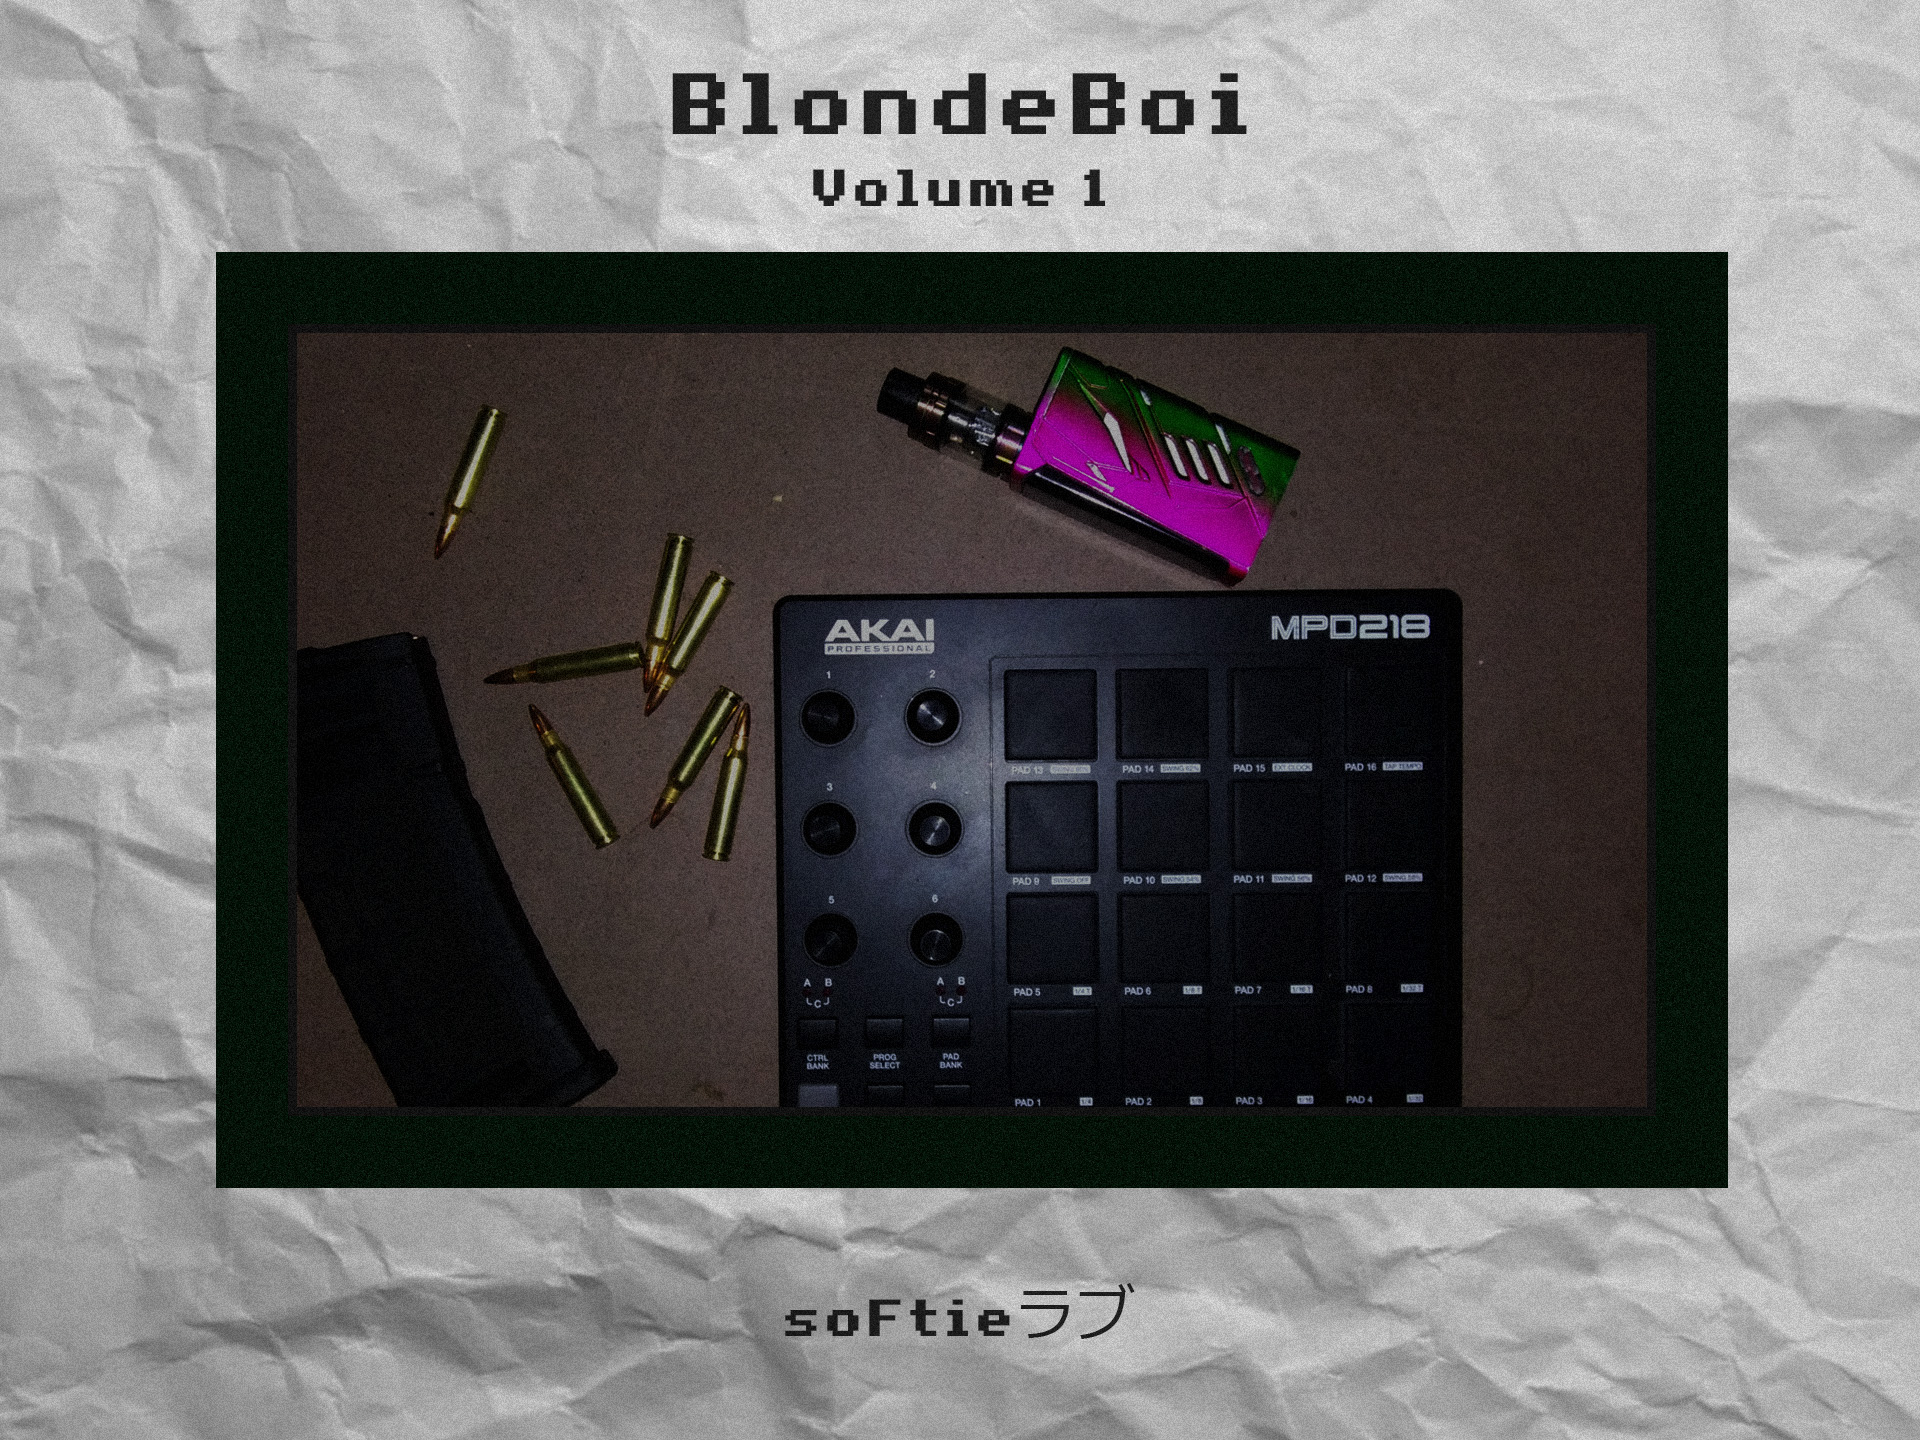 BlondeBoi
Volume 1
AKAI
PROFESSIONAL
MPD218
1 2
3 4
5 6
A B A B
C C
CTRL BANK
PROG SELECT
PAD BANK
PAD 13
PAD 14 SWING 62%
PAD 15 EXT CLOCK
PAD 16 TAP TEMPO
PAD 9 SWING OFF
PAD 10 SWING 54%
PAD 11 SWING 56%
PAD 12 SWING 58%
PAD 5 1/4 T
PAD 6 1/8 T
PAD 7 1/16 T
PAD 8 1/32 T
PAD 1 1/4
PAD 2 1/8
PAD 3 1/16
PAD 4 1/32
soFtieラブ